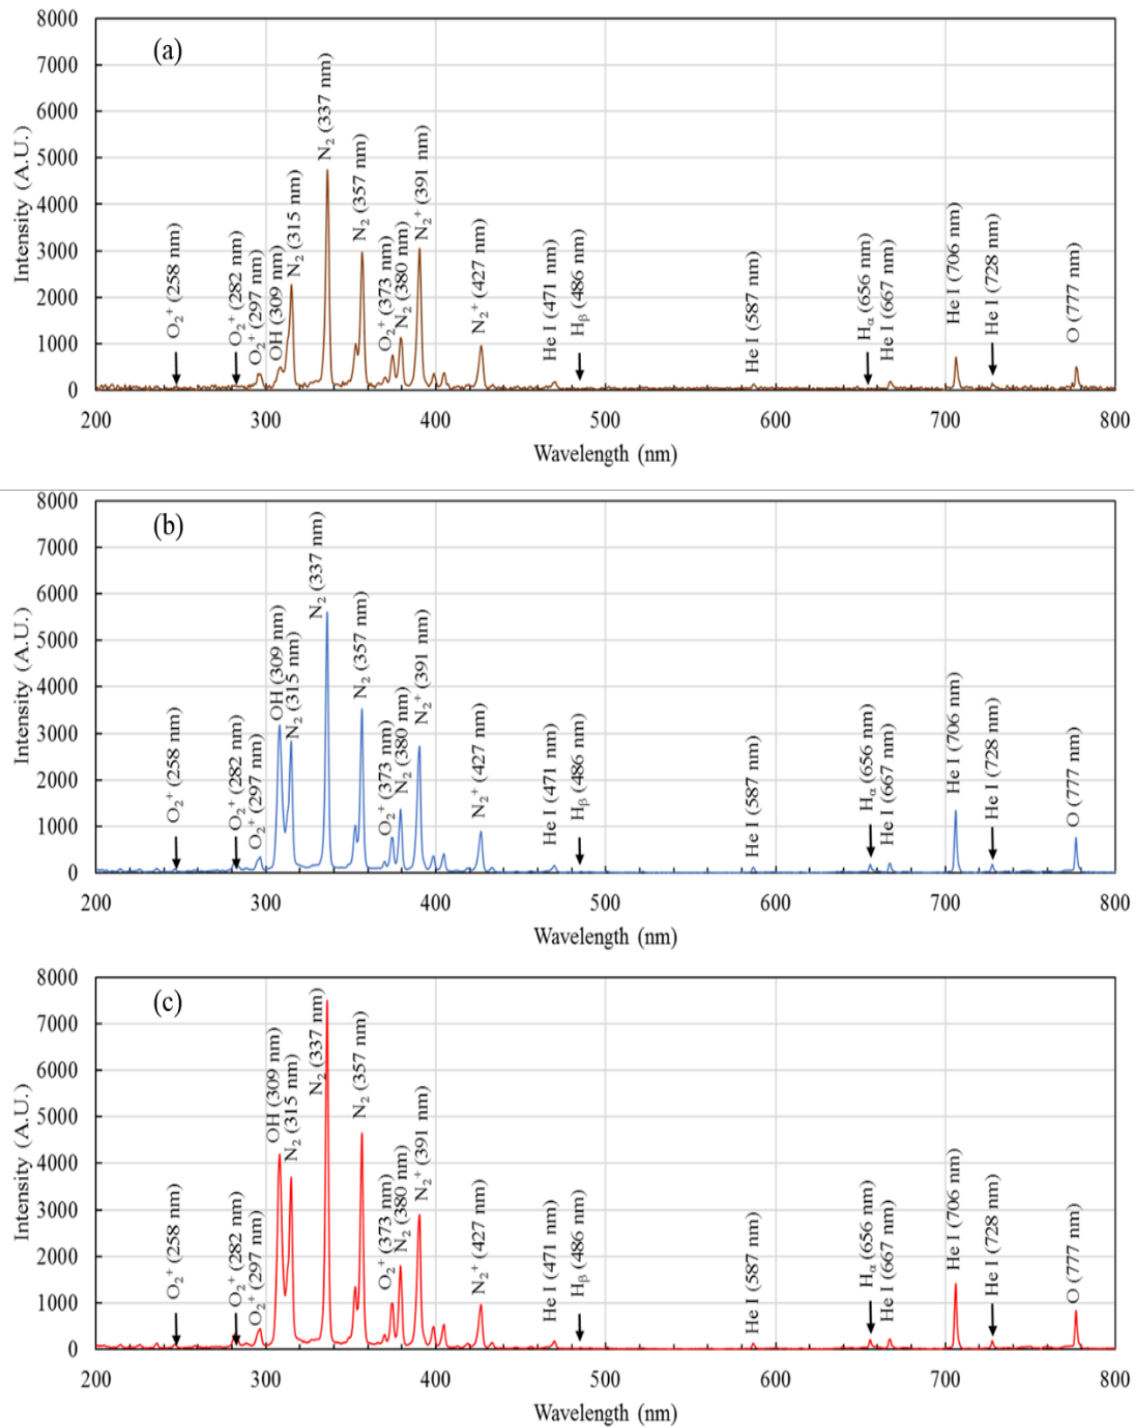 (a)
Intensity (A.U.)
8000
7000
6000
5000
4000
3000
2000
1000
0
O₂⁺ (258 nm)
O₂⁺ (282 nm)
O₂⁺ (297 nm)
OH (309 nm)
N₂ (315 nm)
N₂ (337 nm)
N₂ (357 nm)
O₂⁺ (373 nm)
N₂ (380 nm)
N₂⁺ (391 nm)
N₂⁺ (427 nm)
He I (471 nm)
Hβ (486 nm)
He I (587 nm)
Hα (656 nm)
He I (667 nm)
He I (706 nm)
He I (728 nm)
O (777 nm)
200 300 400 500 600 700 800
Wavelength (nm)
(b)
Intensity (A.U.)
8000
7000
6000
5000
4000
3000
2000
1000
0
O₂⁺ (258 nm)
O₂⁺ (282 nm)
O₂⁺ (297 nm)
OH (309 nm)
N₂ (315 nm)
N₂ (337 nm)
N₂ (357 nm)
O₂⁺ (373 nm)
N₂ (380 nm)
N₂⁺ (391 nm)
N₂⁺ (427 nm)
He I (471 nm)
Hβ (486 nm)
He I (587 nm)
Hα (656 nm)
He I (667 nm)
He I (706 nm)
He I (728 nm)
O (777 nm)
200 300 400 500 600 700 800
Wavelength (nm)
(c)
Intensity (A.U.)
8000
7000
6000
5000
4000
3000
2000
1000
0
O₂⁺ (258 nm)
O₂⁺ (282 nm)
O₂⁺ (297 nm)
OH (309 nm)
N₂ (315 nm)
N₂ (337 nm)
N₂ (357 nm)
O₂⁺ (373 nm)
N₂ (380 nm)
N₂⁺ (391 nm)
N₂⁺ (427 nm)
He I (471 nm)
Hβ (486 nm)
He I (587 nm)
Hα (656 nm)
He I (667 nm)
He I (706 nm)
He I (728 nm)
O (777 nm)
200 300 400 500 600 700 800
Wavelength (nm)